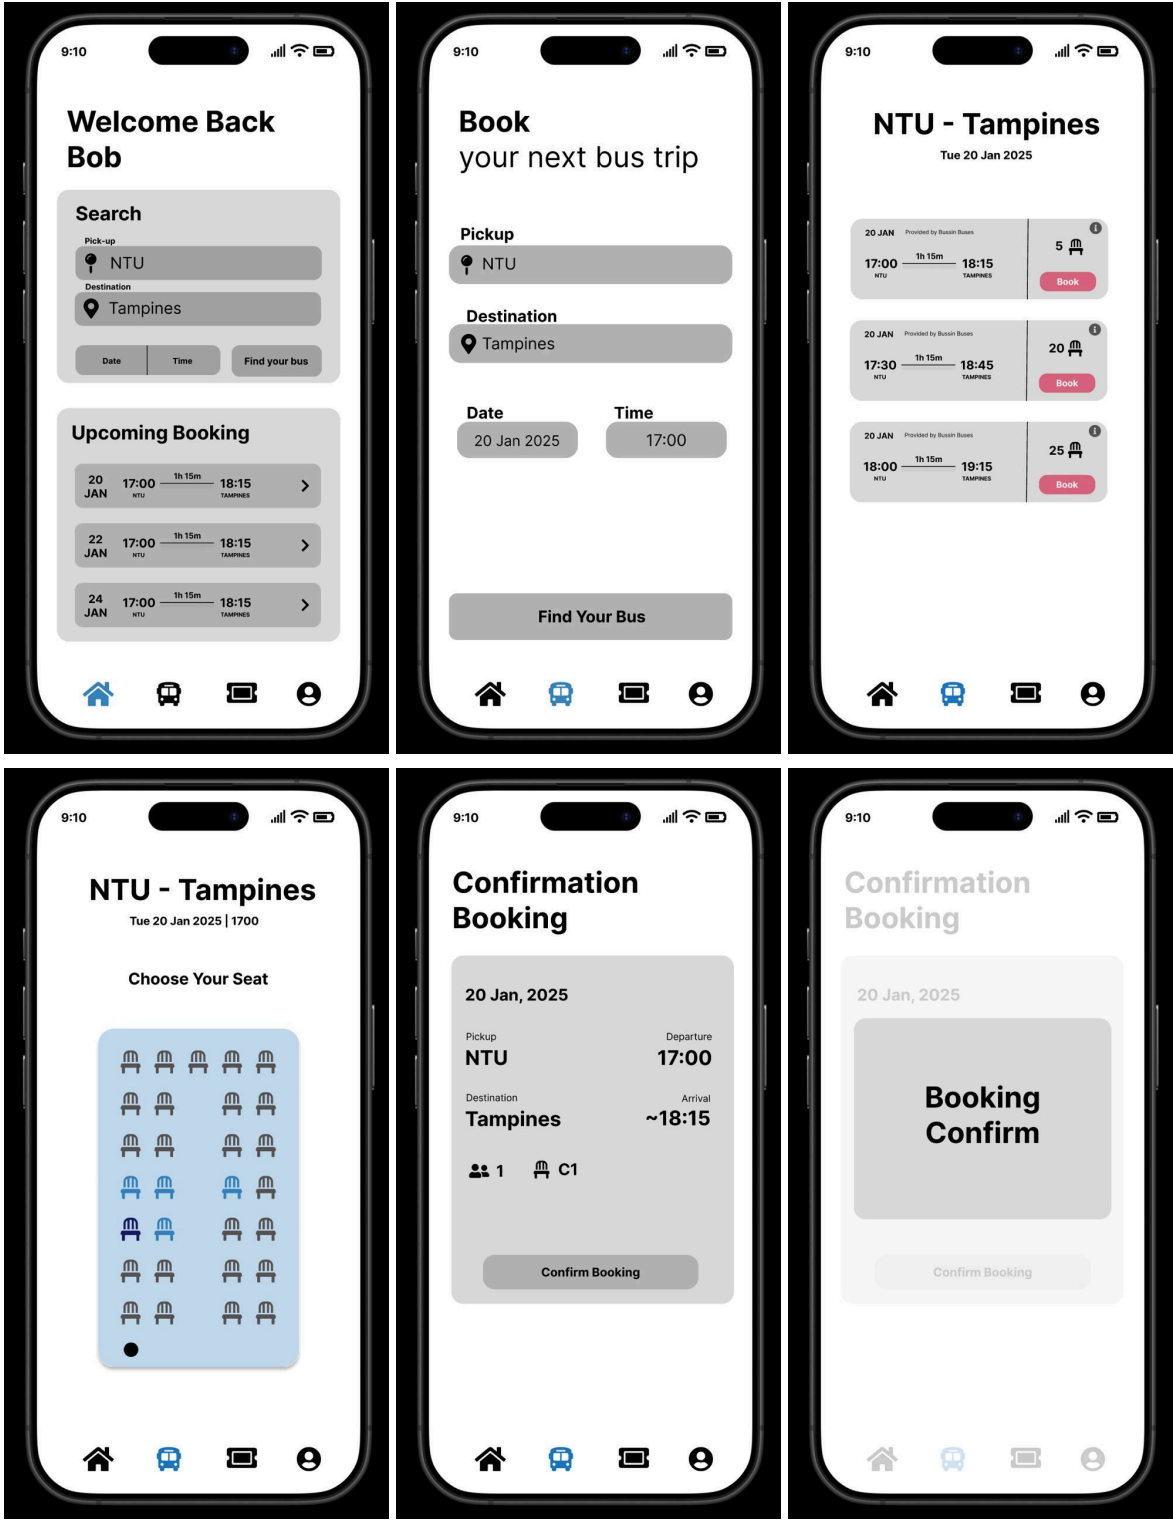 9:10
Welcome Back
Bob
Search
Pick-up
NTU
Destination
Tampines
Date Time Find your bus
Upcoming Booking
20 JAN 17:00 1h 15m 18:15
NTU TAMPINES
22 JAN 17:00 1h 15m 18:15
NTU TAMPINES
24 JAN 17:00 1h 15m 18:15
NTU TAMPINES
9:10
Book
your next bus trip
Pickup
NTU
Destination
Tampines
Date Time
20 Jan 2025 17:00
Find Your Bus
9:10
NTU - Tampines
Tue 20 Jan 2025
20 JAN Provided by Bussin Buses
17:00 1h 15m 18:15 5
NTU TAMPINES
Book
20 JAN Provided by Bussin Buses
17:30 1h 15m 18:45 20
NTU TAMPINES
Book
20 JAN Provided by Bussin Buses
18:00 1h 15m 19:15 25
NTU TAMPINES
Book
9:10
NTU - Tampines
Tue 20 Jan 2025 | 1700
Choose Your Seat
9:10
Confirmation
Booking
20 Jan, 2025
Pickup Departure
NTU 17:00
Destination Arrival
Tampines ~18:15
1 C1
Confirm Booking
9:10
Confirmation
Booking
20 Jan, 2025
Booking
Confirm
Confirm Booking